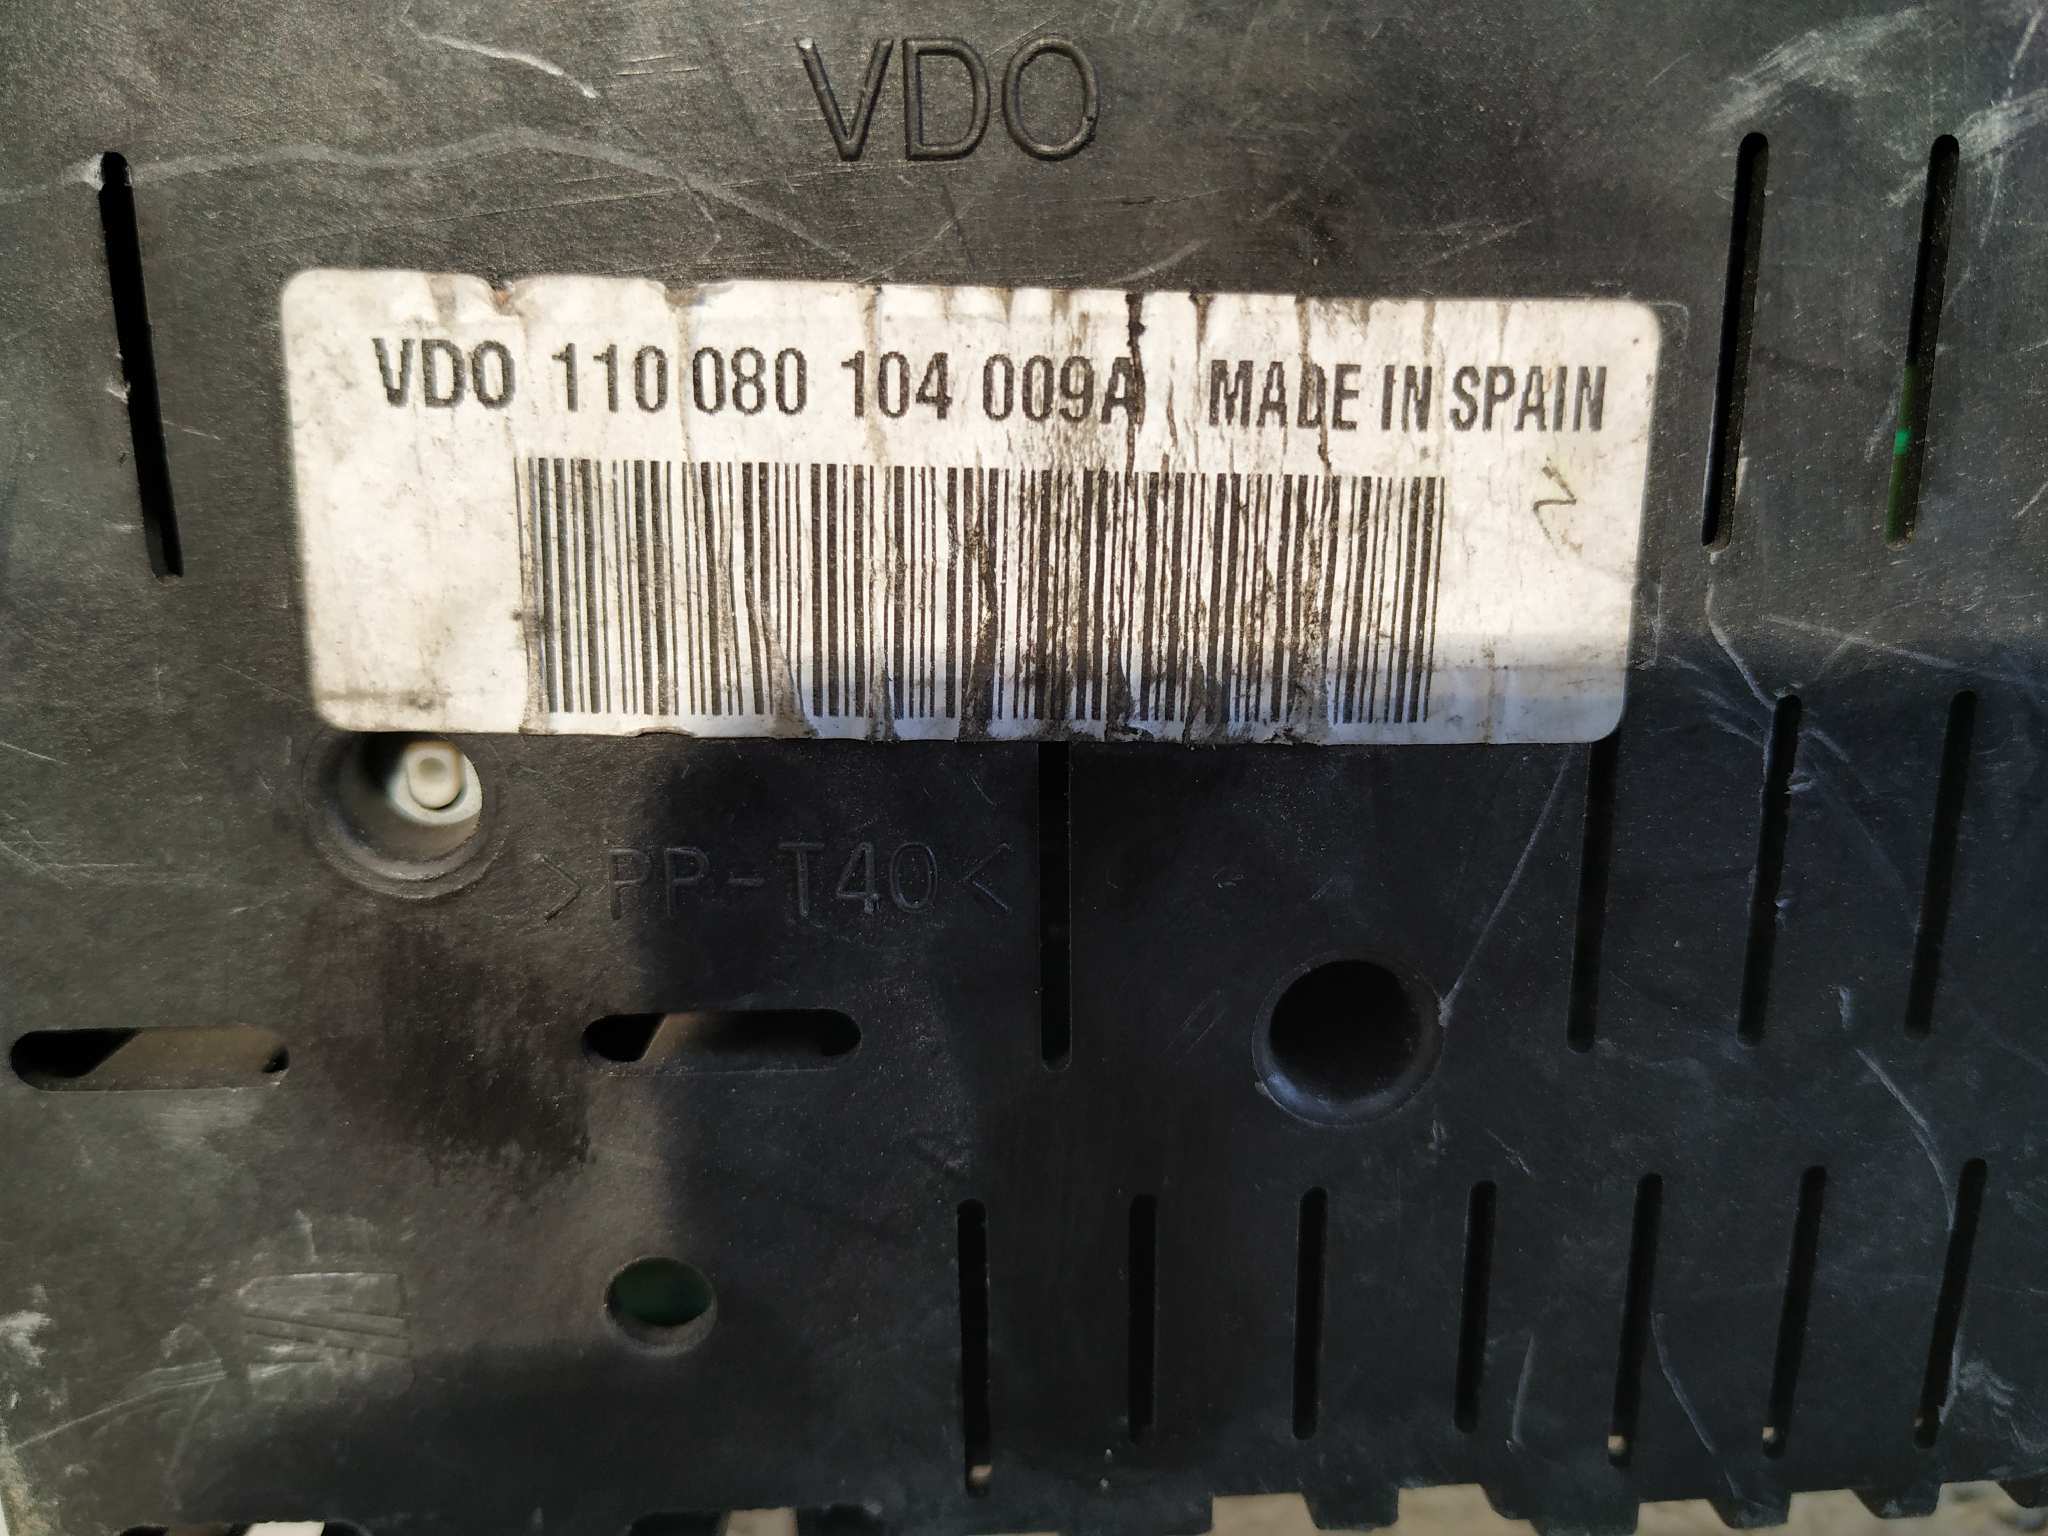 VDO
VDO 110 080 104 009A MADE IN SPAIN
>PP-T40<